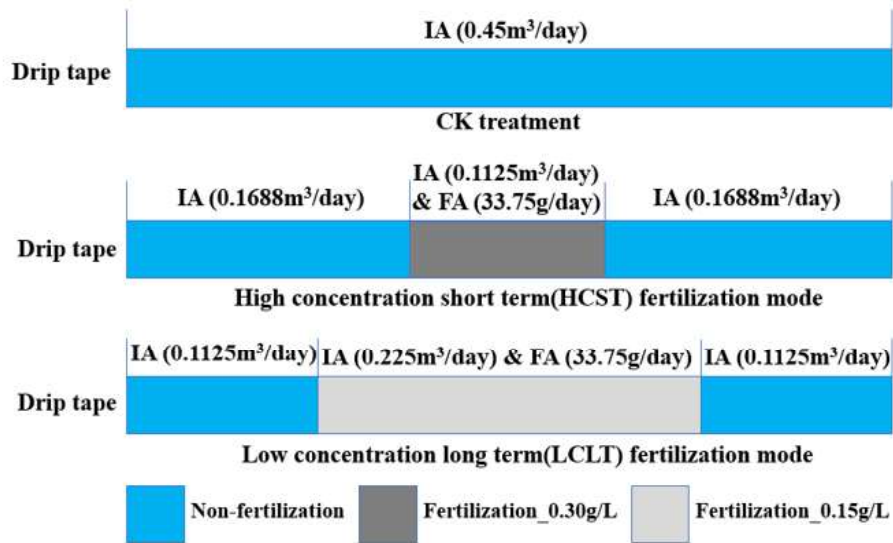 IA (0.45m³/day)
Drip tape
CK treatment
IA (0.1125m³/day)
IA (0.1688m³/day) & FA (33.75g/day) IA (0.1688m³/day)
Drip tape
High concentration short term(HCST) fertilization mode
IA (0.1125m³/day) IA (0.225m³/day) & FA (33.75g/day) IA (0.1125m³/day)
Drip tape
Low concentration long term(LCLT) fertilization mode
Non-fertilization Fertilization_0.30g/L Fertilization_0.15g/L